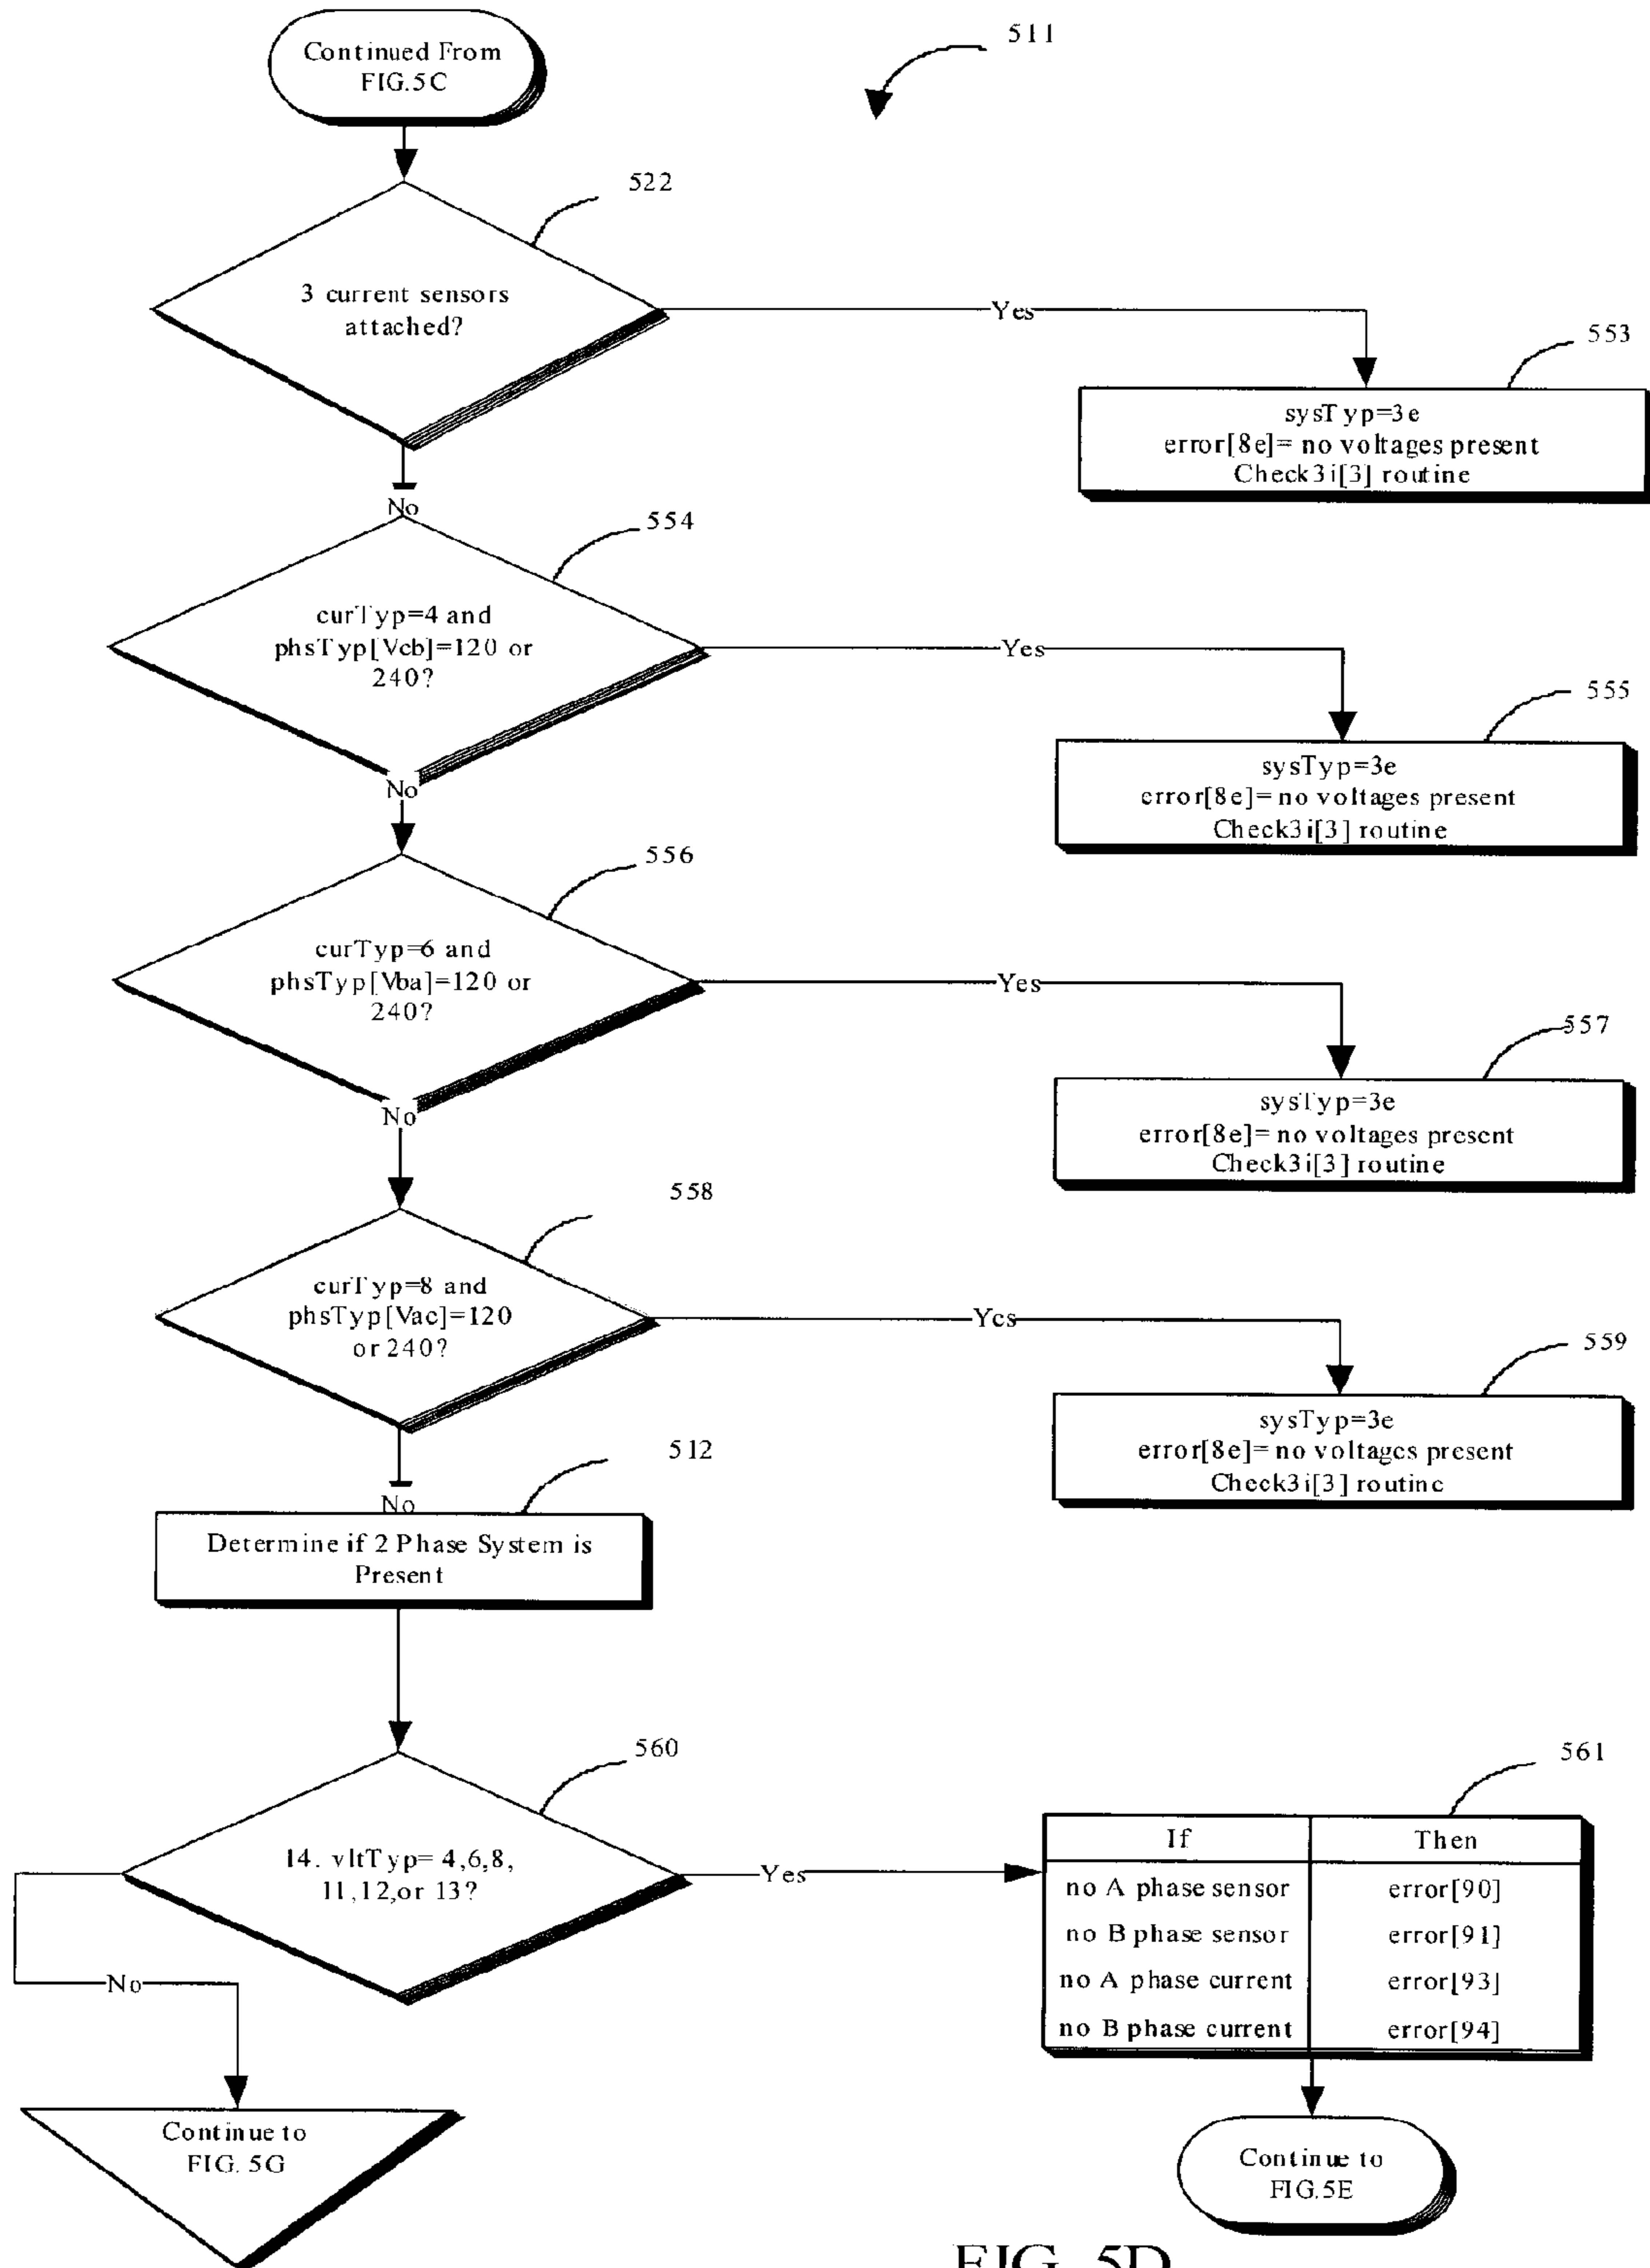 Continued From
FIG.5C
511
522
3 current sensors
attached?
Yes
553
sysTyp=3e
error[8e]= no voltages present
Check3i[3] routine
No
554
curTyp=4 and
phsTyp[Vcb]=120 or
240?
Yes
555
sysTyp=3e
error[8e]= no voltages present
Check3i[3] routine
No
556
curTyp=6 and
phsTyp[Vba]=120 or
240?
Yes
557
sysTyp=3e
error[8e]= no voltages present
Check3i[3] routine
No
558
curTyp=8 and
phsTyp[Vac]=120
or 240?
Yes
559
sysTyp=3e
error[8e]= no voltages present
Check3i[3] routine
No
512
Determine if 2 Phase System is
Present
560
14. vltTyp= 4,6,8,
11,12,or 13?
Yes
561
If Then
no A phase sensor error[90]
no B phase sensor error[91]
no A phase current error[93]
no B phase current error[94]
No
Continue to
FIG. 5G
Continue to
FIG.5E
FIG. 5D